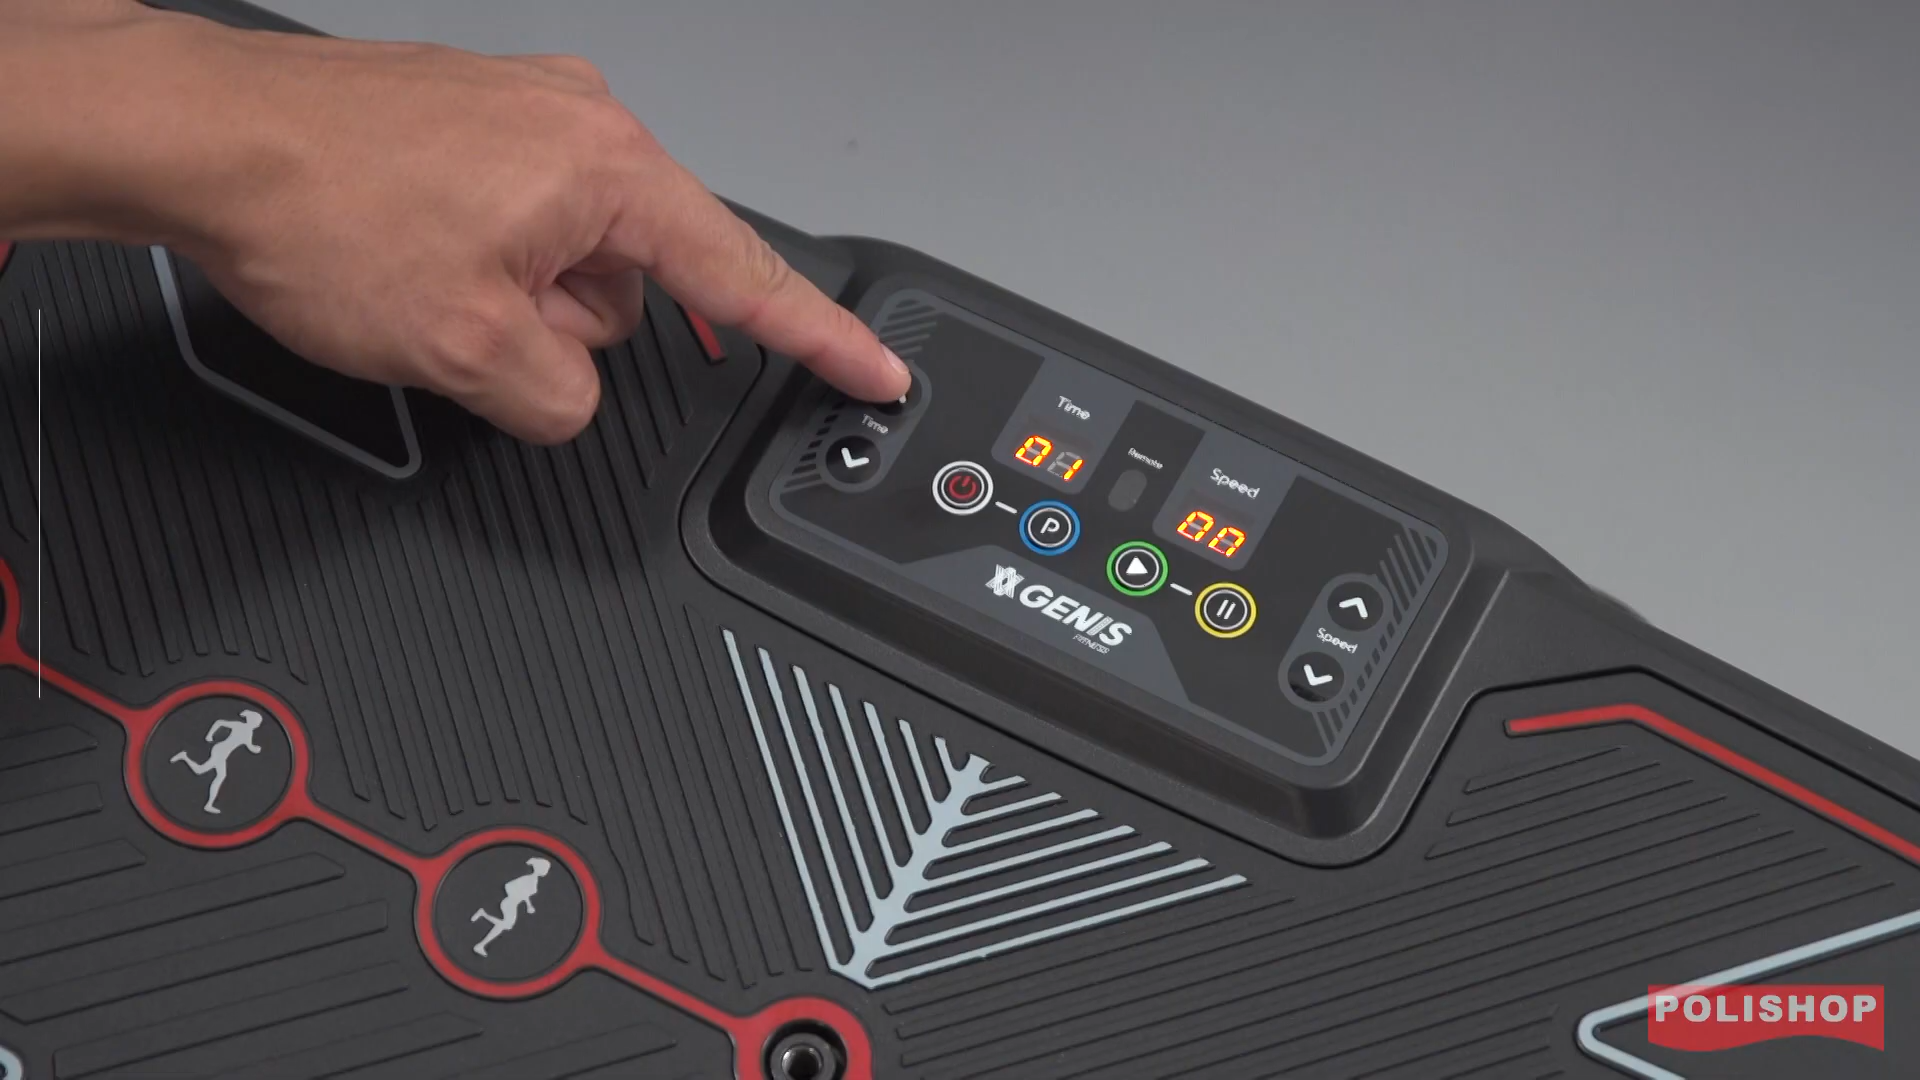 Time
Time
01
Remote
Speed
00
P
GENIS
FITNESS
Speed
POLISHOP